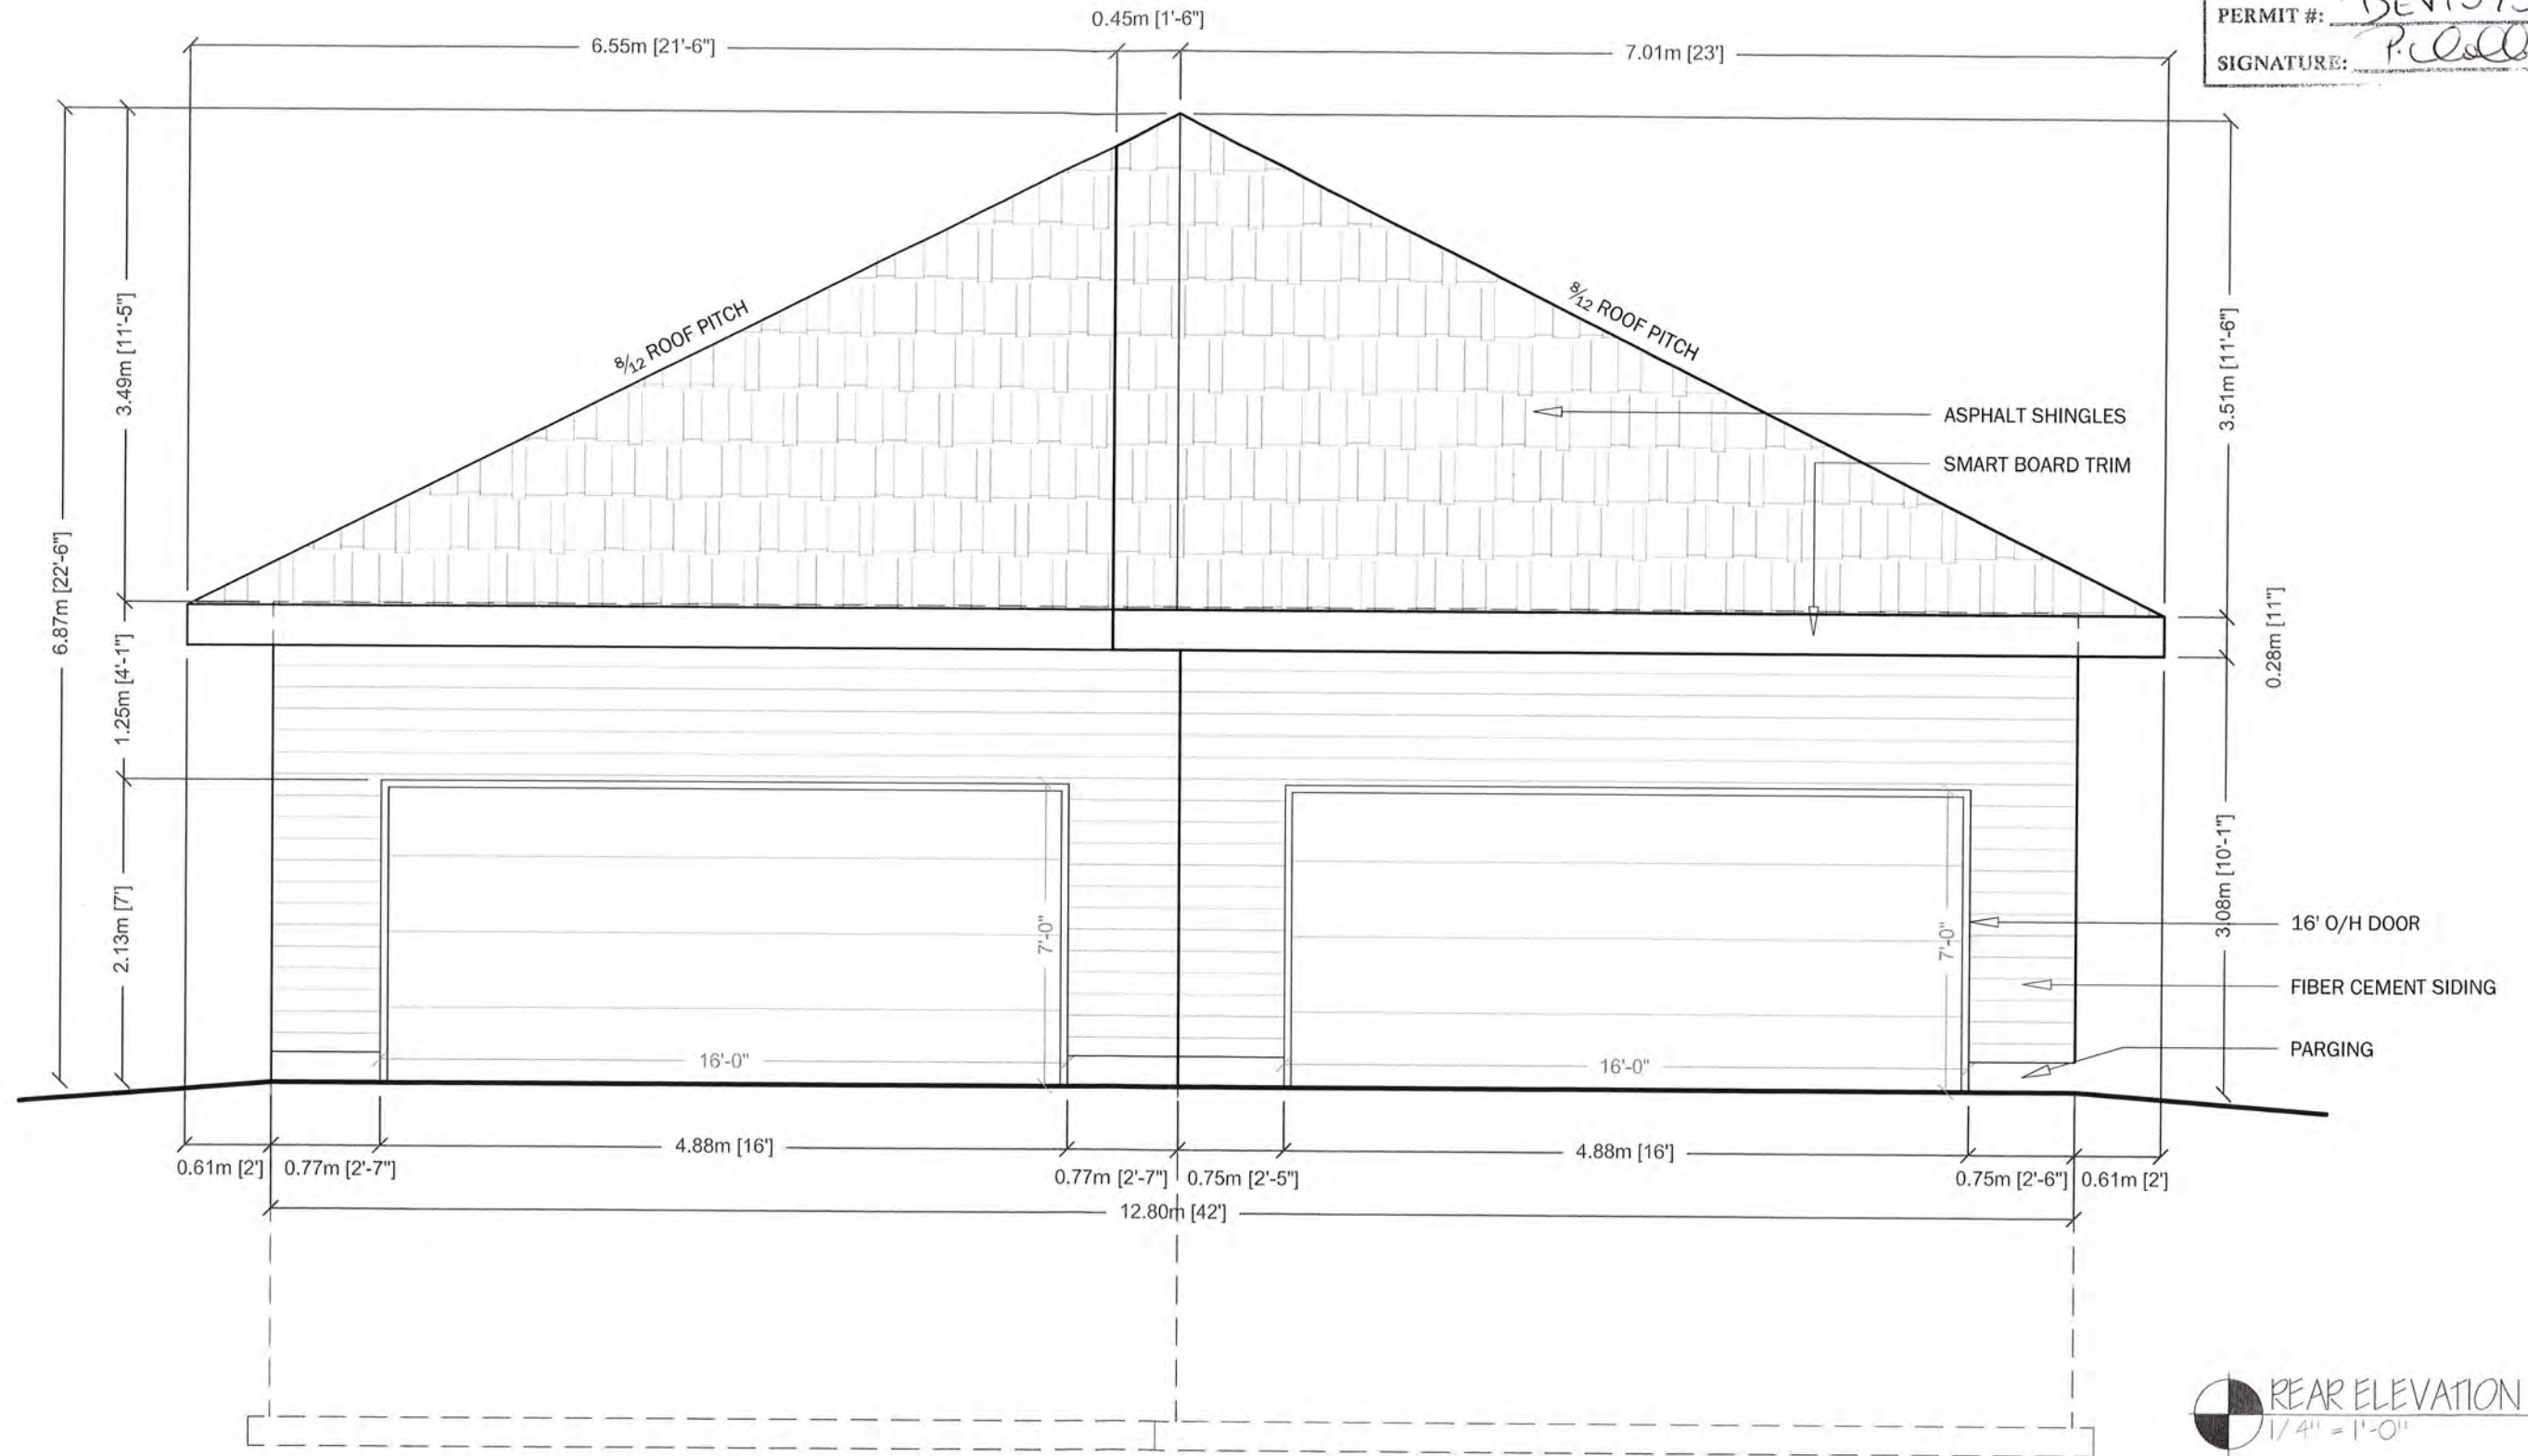 PERMIT #:
SIGNATURE:
0.45m [1'-6"]
6.55m [21'-6"]
7.01m [23']
6.87m [22'-6"]
3.49m [11'-5"]
1.25m [4'-1"]
2.13m [7']
8/12 ROOF PITCH
8/12 ROOF PITCH
ASPHALT SHINGLES
SMART BOARD TRIM
3.51m [11'-6"]
0.28m [11"]
3.08m [10'-1"]
7'-0"
7'-0"
16' O/H DOOR
FIBER CEMENT SIDING
PARGING
16'-0"
16'-0"
4.88m [16']
4.88m [16']
0.61m [2']
0.77m [2'-7"]
0.77m [2'-7"]
0.75m [2'-5"]
0.75m [2'-6"]
0.61m [2']
12.80m [42']
REAR ELEVATION
1/4" = 1'-0"